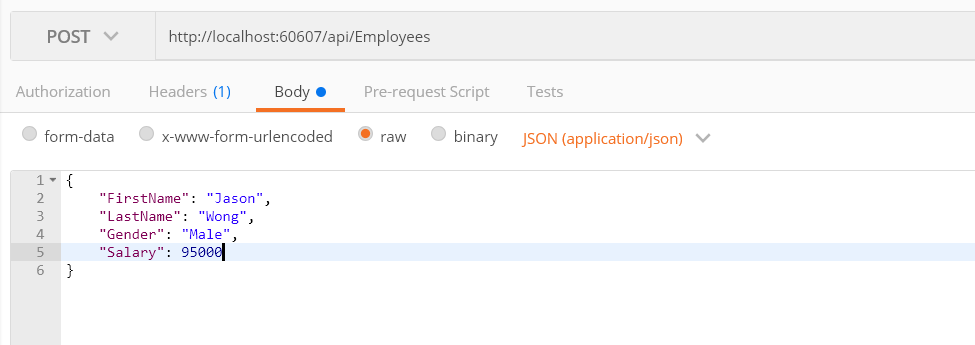 POST http://localhost:60607/api/Employees
Authorization Headers (1) Body Pre-request Script Tests
form-data x-www-form-urlencoded raw binary JSON (application/json)
1 {
2 "FirstName": "Jason",
3 "LastName": "Wong",
4 "Gender": "Male",
5 "Salary": 95000
6 }